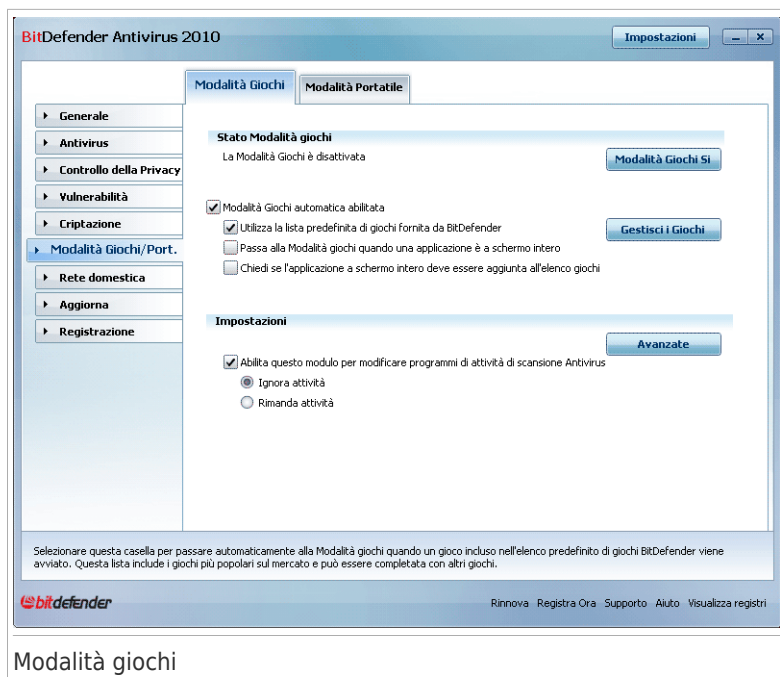 BitDefender Antivirus 2010
Impostazioni
Modalità Giochi
Modalità Portatile
Generale
Antivirus
Controllo della Privacy
Vulnerabilità
Criptazione
Modalità Giochi/Port.
Rete domestica
Aggiorna
Registrazione
Stato Modalità giochi
La Modalità Giochi è disattivata
Modalità Giochi Si
Modalità Giochi automatica abilitata
Utilizza la lista predefinita di giochi fornita da BitDefender
Gestisci i Giochi
Passa alla Modalità giochi quando una applicazione è a schermo intero
Chiedi se l'applicazione a schermo intero deve essere aggiunta all'elenco giochi
Impostazioni
Avanzate
Abilita questo modulo per modificare programmi di attività di scansione Antivirus
Ignora attività
Rimanda attività
Selezionare questa casella per passare automaticamente alla Modalità giochi quando un gioco incluso nell'elenco predefinito di giochi BitDefender viene
avviato. Questa lista include i giochi più popolari sul mercato e può essere completata con altri giochi.
bitdefender
Rinnova Registra Ora Supporto Aiuto Visualizza registri
Modalità giochi